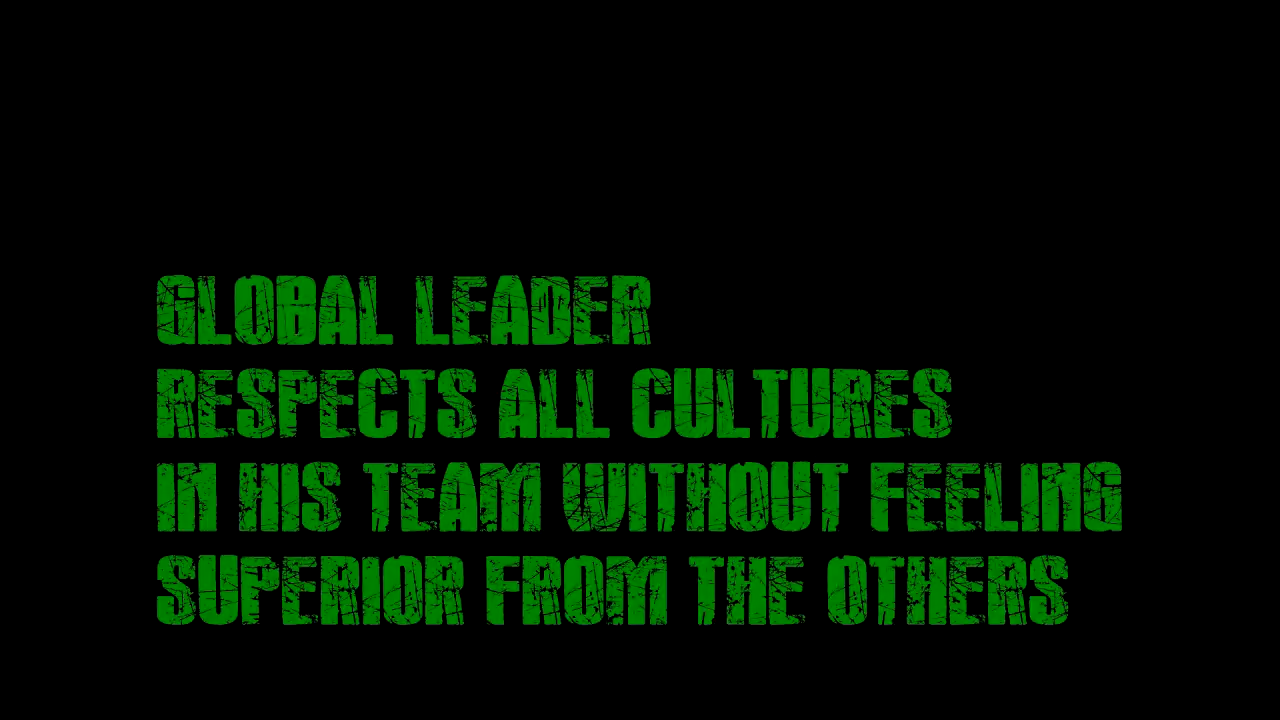 GLOBAL LEADER
RESPECTS ALL CULTURES
IN HIS TEAM WITHOUT FEELING
SUPERIOR FROM THE OTHERS